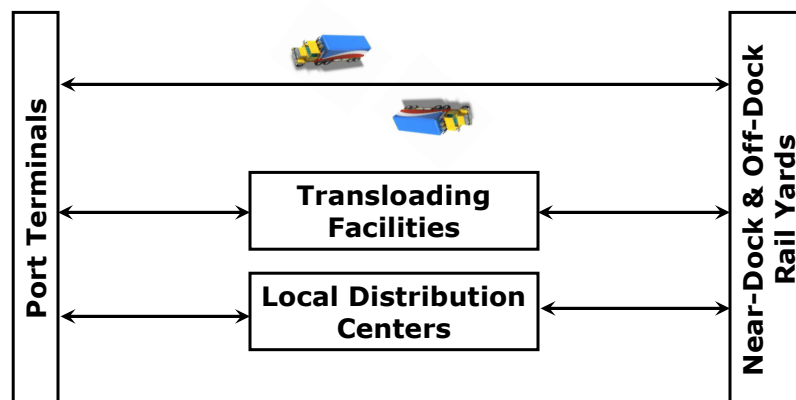 Port Terminals
Transloading
Facilities
Local Distribution
Centers
Near-Dock & Off-Dock
Rail Yards